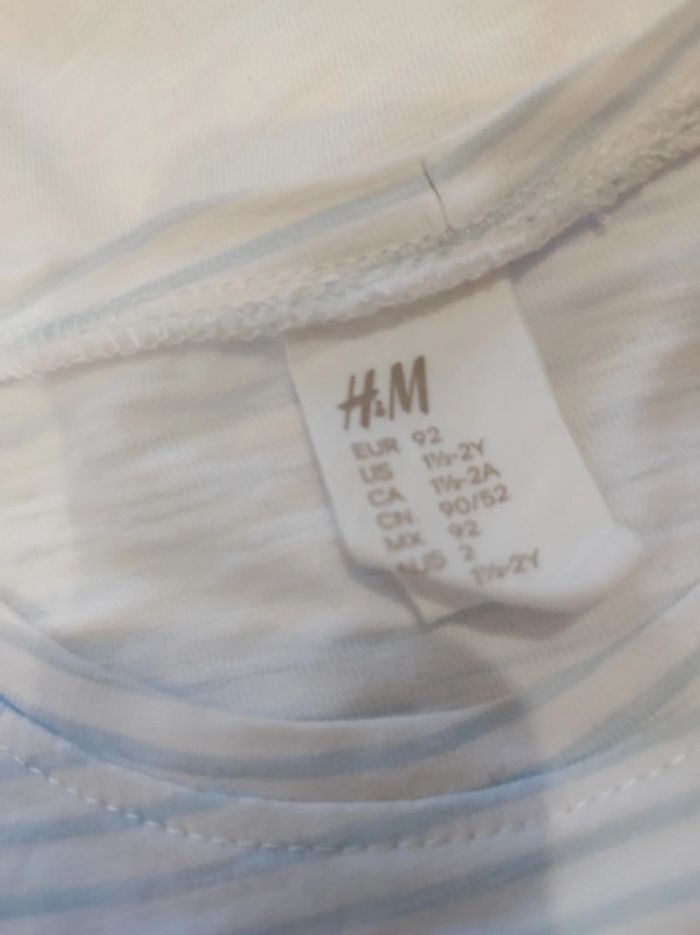 H&M
EUR 92
US 1½-2Y
CA 1½-2A
CN 90/52
MX 92
AUS 2
1½-2Y